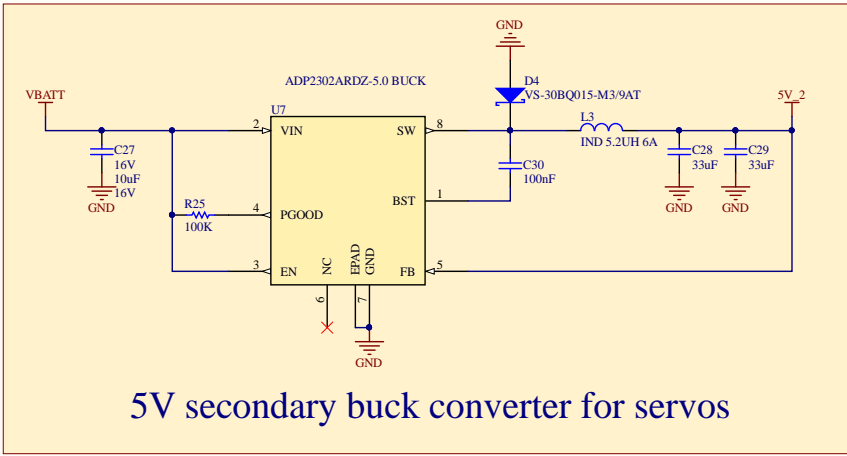 GND
ADP2302ARDZ-5.0 BUCK
D4
VS-30BQ015-M3/9AT
VBATT
5V_2
U7
L3
2 VIN SW 8
IND 5.2UH 6A
C27
16V
10uF
16V
GND
C30
100nF
C28
33uF
C29
33uF
GND
GND
R25
100K
4 PGOOD BST 1
3 EN NC EPAD GND FB 5
6 7
GND
5V secondary buck converter for servos